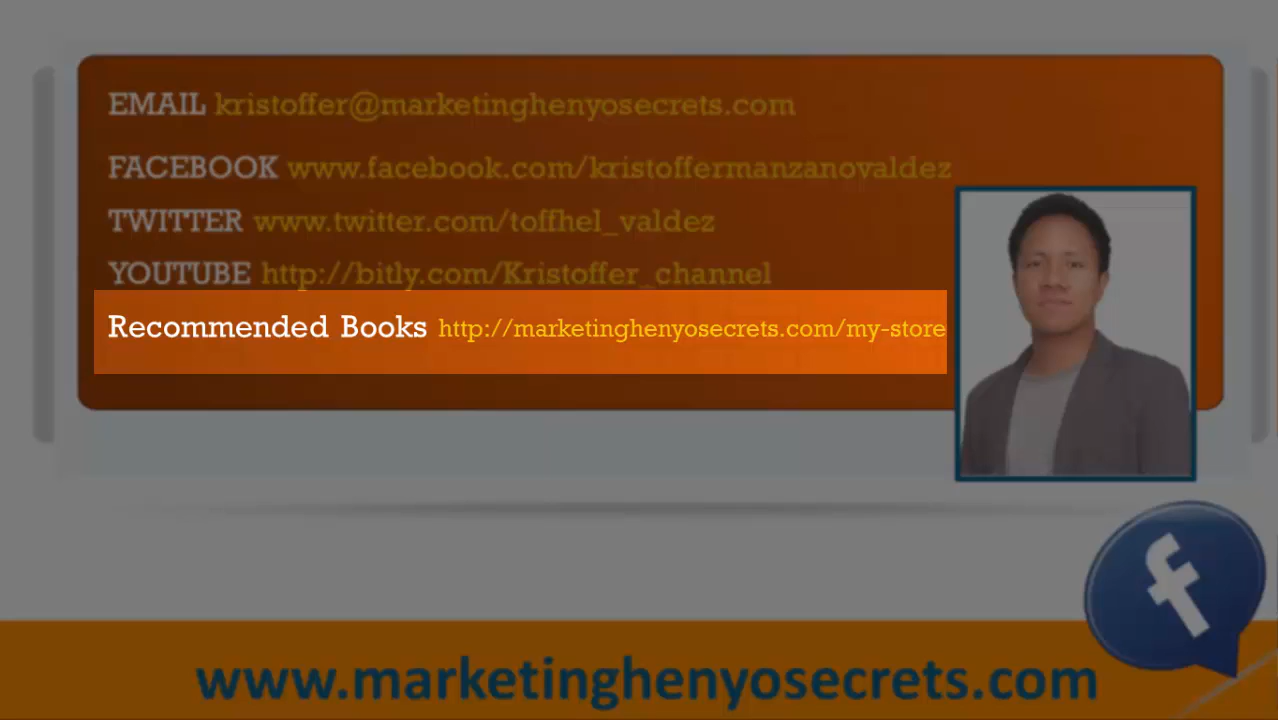 EMAIL kristoffer@marketinghenyosecrets.com
FACEBOOK www.facebook.com/kristoffermanzanovaldez
TWITTER www.twitter.com/toffhel_valdez
YOUTUBE http://bitly.com/Kristoffer_channel
Recommended Books http://marketinghenyosecrets.com/my-store
f
www.marketinghenyosecrets.com